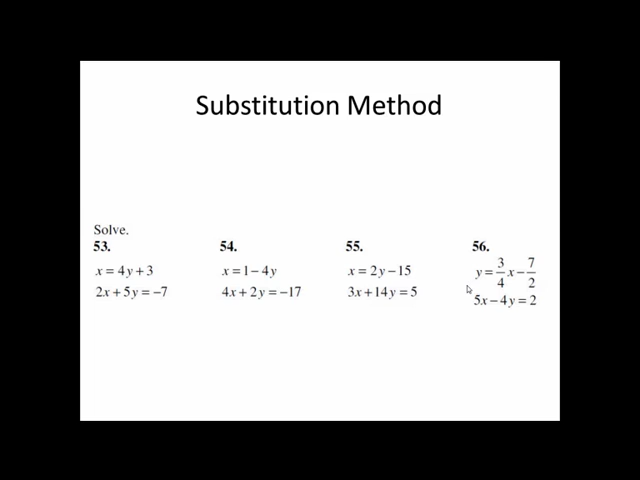 Substitution Method
Solve.
53.
x = 4y + 3
2x + 5y = −7
54.
x = 1 − 4y
4x + 2y = −17
55.
x = 2y − 15
3x + 14y = 5
56.
y = 3/4 x − 7/2
5x − 4y = 2